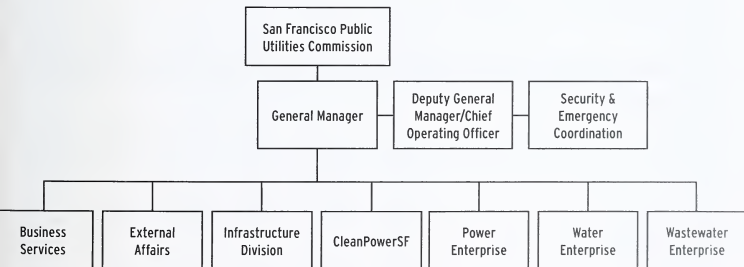 San Francisco Public
Utilities Commission
General Manager
Deputy General
Manager/Chief
Operating Officer
Security &
Emergency
Coordination
Business
Services
External
Affairs
Infrastructure
Division
CleanPowerSF
Power
Enterprise
Water
Enterprise
Wastewater
Enterprise